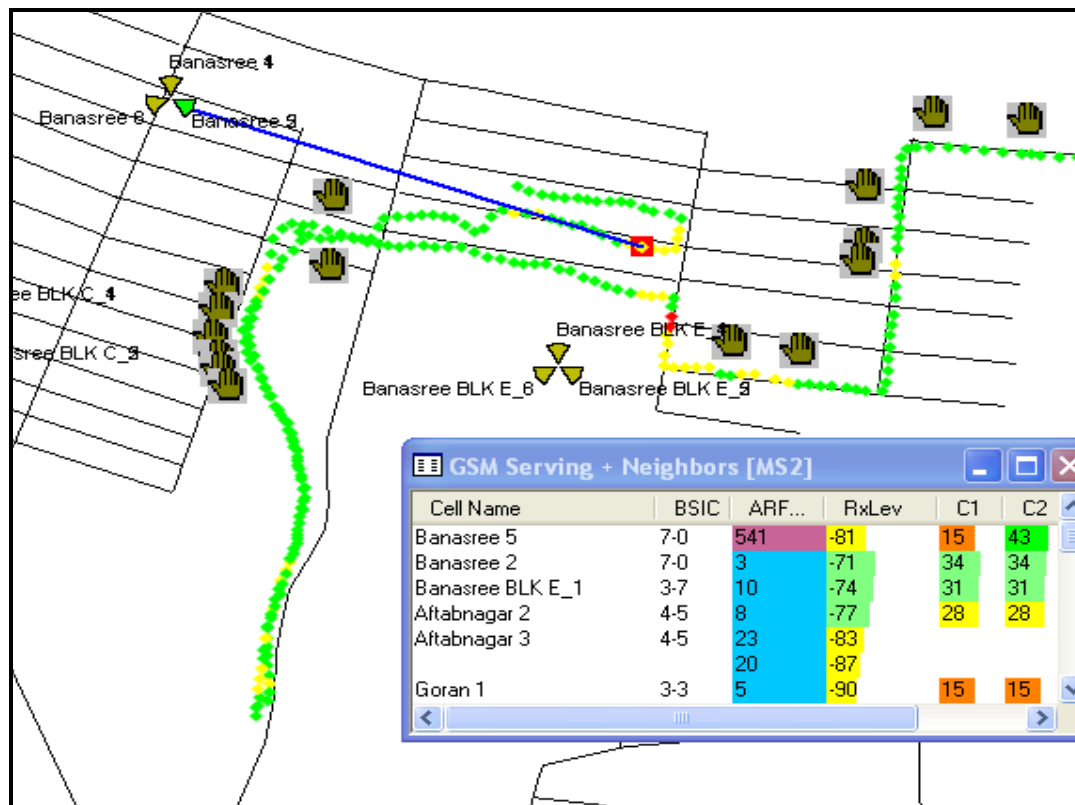 Banasree 4
Banasree 6
Banasree
ee BLK C_4
sree BLK C_
Banasree BLK E_
Banasree BLK E_6
Banasree BLK E_
GSM Serving + Neighbors [MS2]
Cell Name BSIC ARF... RxLev C1 C2
Banasree 5 7-0 541 -81 15 43
Banasree 2 7-0 3 -71 34 34
Banasree BLK E_1 3-7 10 -74 31 31
Aftabnagar 2 4-5 8 -77 28 28
Aftabnagar 3 4-5 23 -83
20 -87
Goran 1 3-3 5 -90 15 15